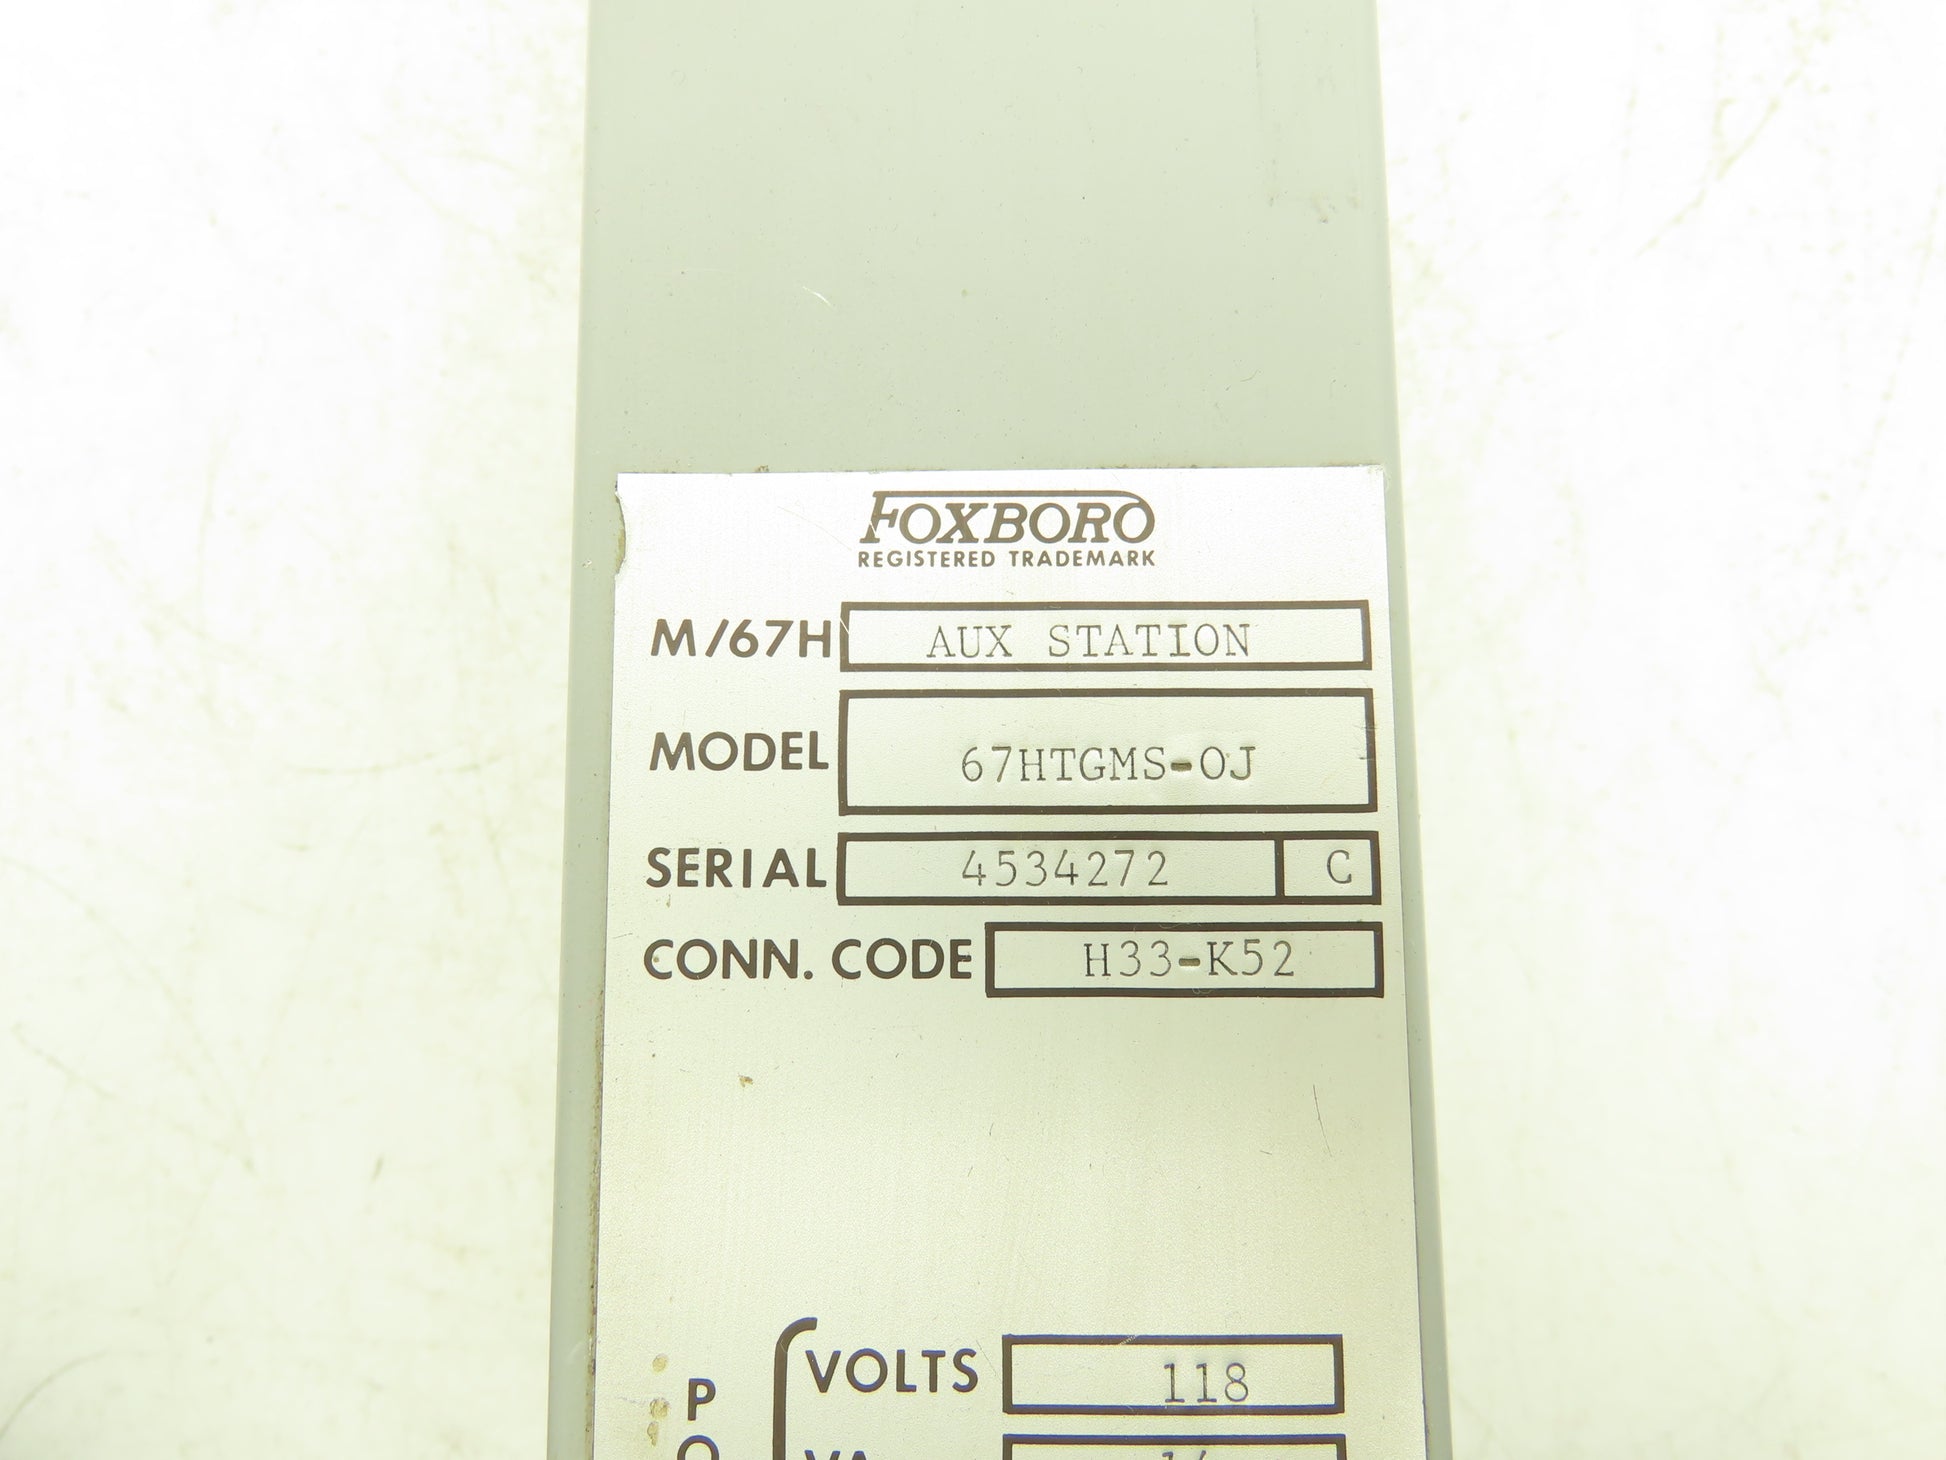 FOXBORO
REGISTERED TRADEMARK
M/67H AUX STATION
MODEL 67HTGMS-OJ
SERIAL 4534272 C
CONN. CODE H33-K52
VOLTS 118
P